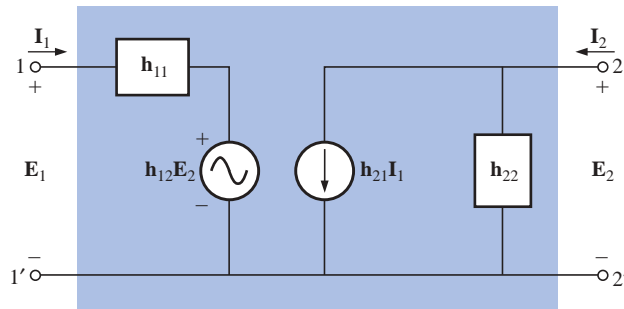 I₁
I₂
1
h₁₁
2
+
+
+
E₁
h₁₂E₂
h₂₁I₁
h₂₂
E₂
−
−
−
1′
2′